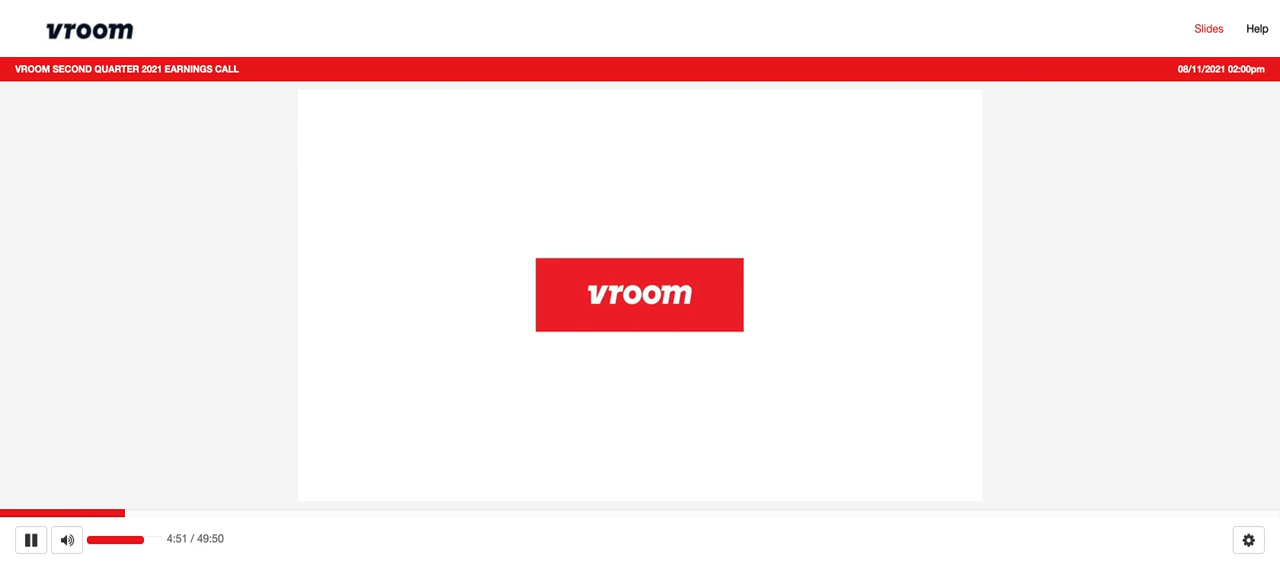 vroom
Slides Help
VROOM SECOND QUARTER 2021 EARNINGS CALL
08/11/2021 02:00pm
vroom
4:51 / 49:50